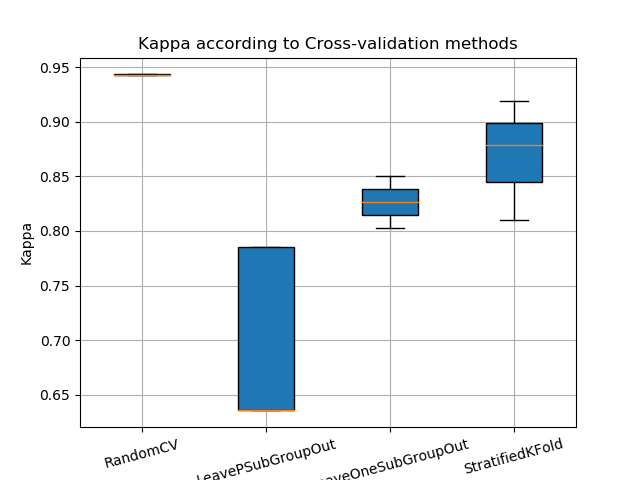 Kappa according to Cross-validation methods
0.95
0.90
0.85
0.80
0.75
0.70
0.65
Kappa
RandomCV
LeavePSubGroupOut
aveOneSubGroupOut
StratifiedKFold